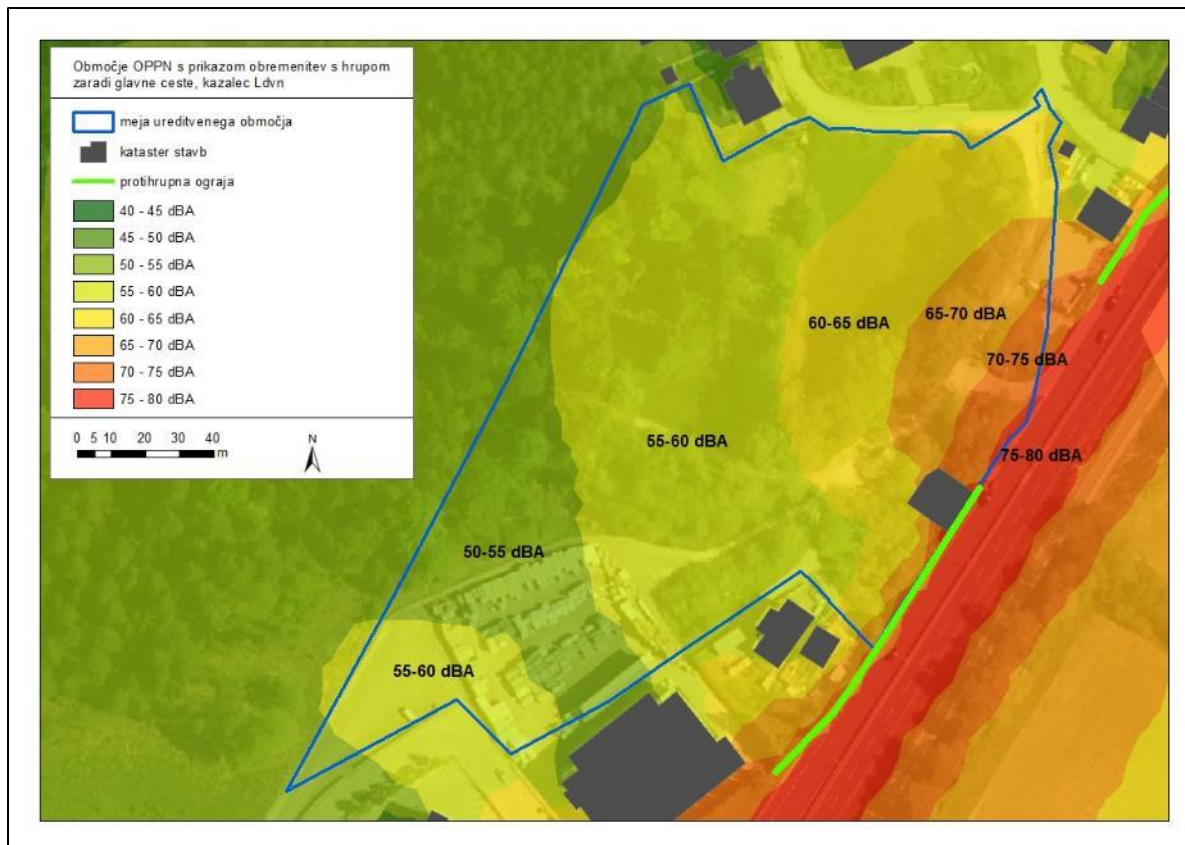 Območje OPPN s prikazom obremenitev s hrupom
zaradi glavne ceste, kazalec Ldvn
meja ureditvenega območja
kataster stavb
protihrupna ograja
40 - 45 dBA
45 - 50 dBA
50 - 55 dBA
55 - 60 dBA
60 - 65 dBA
65 - 70 dBA
70 - 75 dBA
75 - 80 dBA
0 5 10 20 30 40
m
N
60-65 dBA
65-70 dBA
70-75 dBA
55-60 dBA
75-80 dBA
50-55 dBA
55-60 dBA